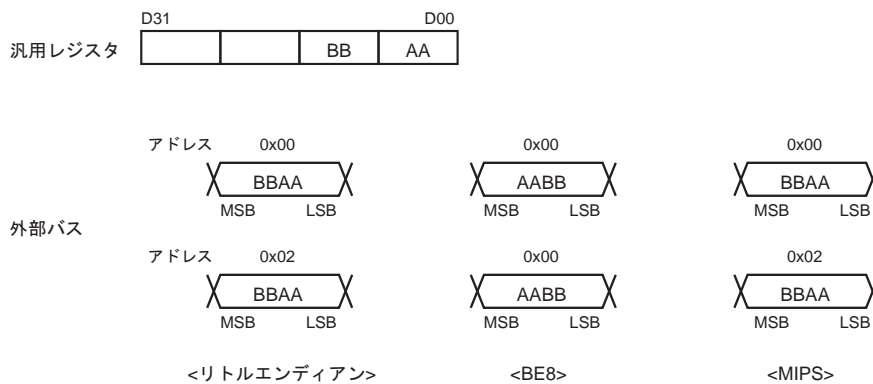 D31 D00
汎用レジスタ BB AA
アドレス 0x00 0x00 0x00
BBAA AABB BBAA
MSB LSB MSB LSB MSB LSB
外部バス
アドレス 0x02 0x00 0x02
BBAA AABB BBAA
MSB LSB MSB LSB MSB LSB
<リトルエンディアン> <BE8> <MIPS>